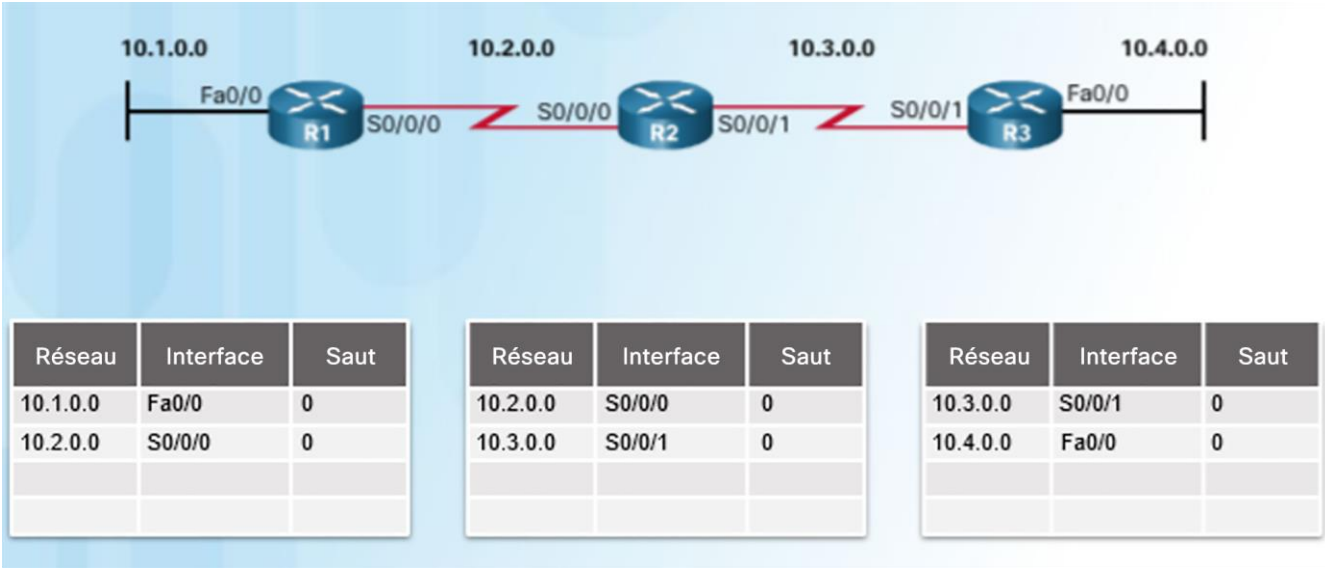 10.1.0.0 10.2.0.0 10.3.0.0 10.4.0.0
Fa0/0 R1 S0/0/0 S0/0/0 R2 S0/0/1 S0/0/1 R3 Fa0/0
Réseau Interface Saut
10.1.0.0 Fa0/0 0
10.2.0.0 S0/0/0 0
Réseau Interface Saut
10.2.0.0 S0/0/0 0
10.3.0.0 S0/0/1 0
Réseau Interface Saut
10.3.0.0 S0/0/1 0
10.4.0.0 Fa0/0 0